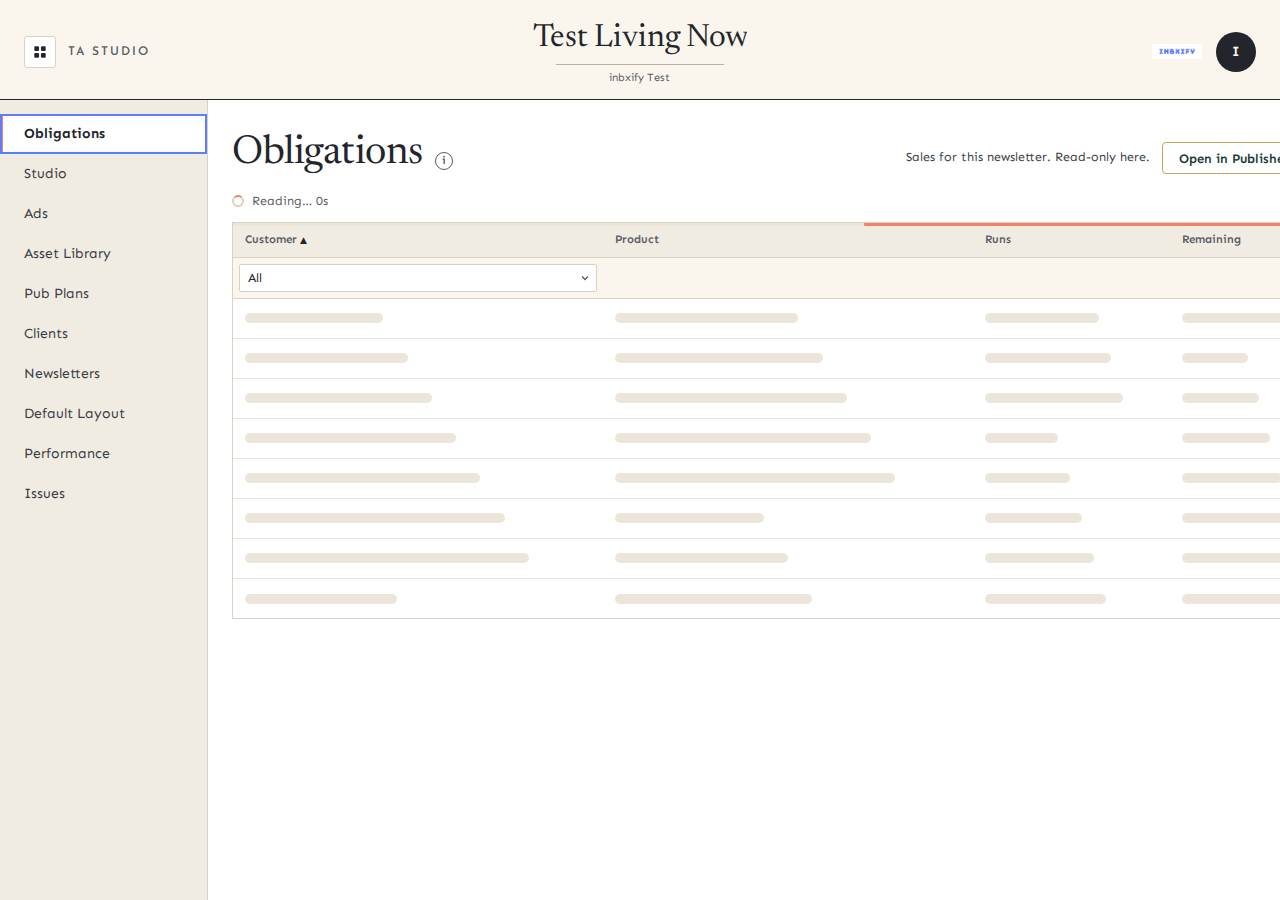 TA STUDIO
Test Living Now
inbxify Test
INBXIFY
I
Obligations
Studio
Ads
Asset Library
Pub Plans
Clients
Newsletters
Default Layout
Performance
Issues
Obligations
i
Sales for this newsletter. Read-only here.
Open in Publishe
Reading... 0s
Customer ▲
Product
Runs
Remaining
All